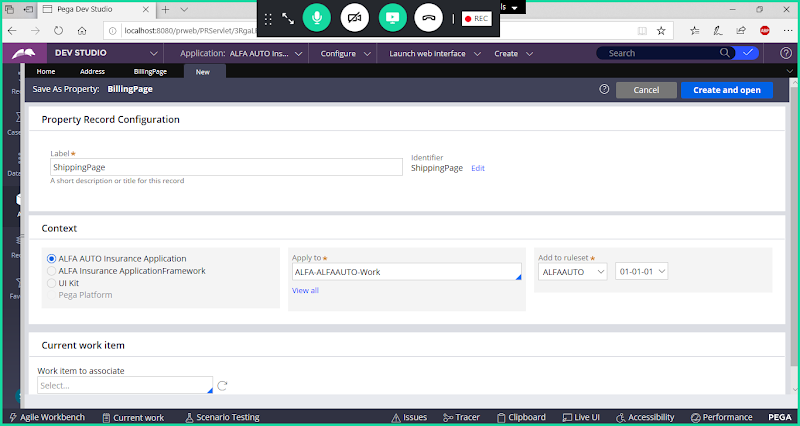 Pega Dev Studio
localhost:8080/prweb/PRServlet/3RgaLI
REC
DEV STUDIO
Application: ALFA AUTO Ins...
Configure
Launch web interface
Create
Search
Home
Address
BillingPage
New
Save As Property: BillingPage
Cancel
Create and open
Property Record Configuration
Label
Identifier
ShippingPage
ShippingPage
Edit
A short description or title for this record
Context
ALFA AUTO Insurance Application
ALFA Insurance ApplicationFramework
UI Kit
Pega Platform
Apply to
ALFA-ALFAAUTO-Work
View all
Add to ruleset
ALFAAUTO
01-01-01
Current work item
Work item to associate
Select...
Agile Workbench
Current work
Scenario Testing
Issues
Tracer
Clipboard
Live UI
Accessibility
Performance
PEGA